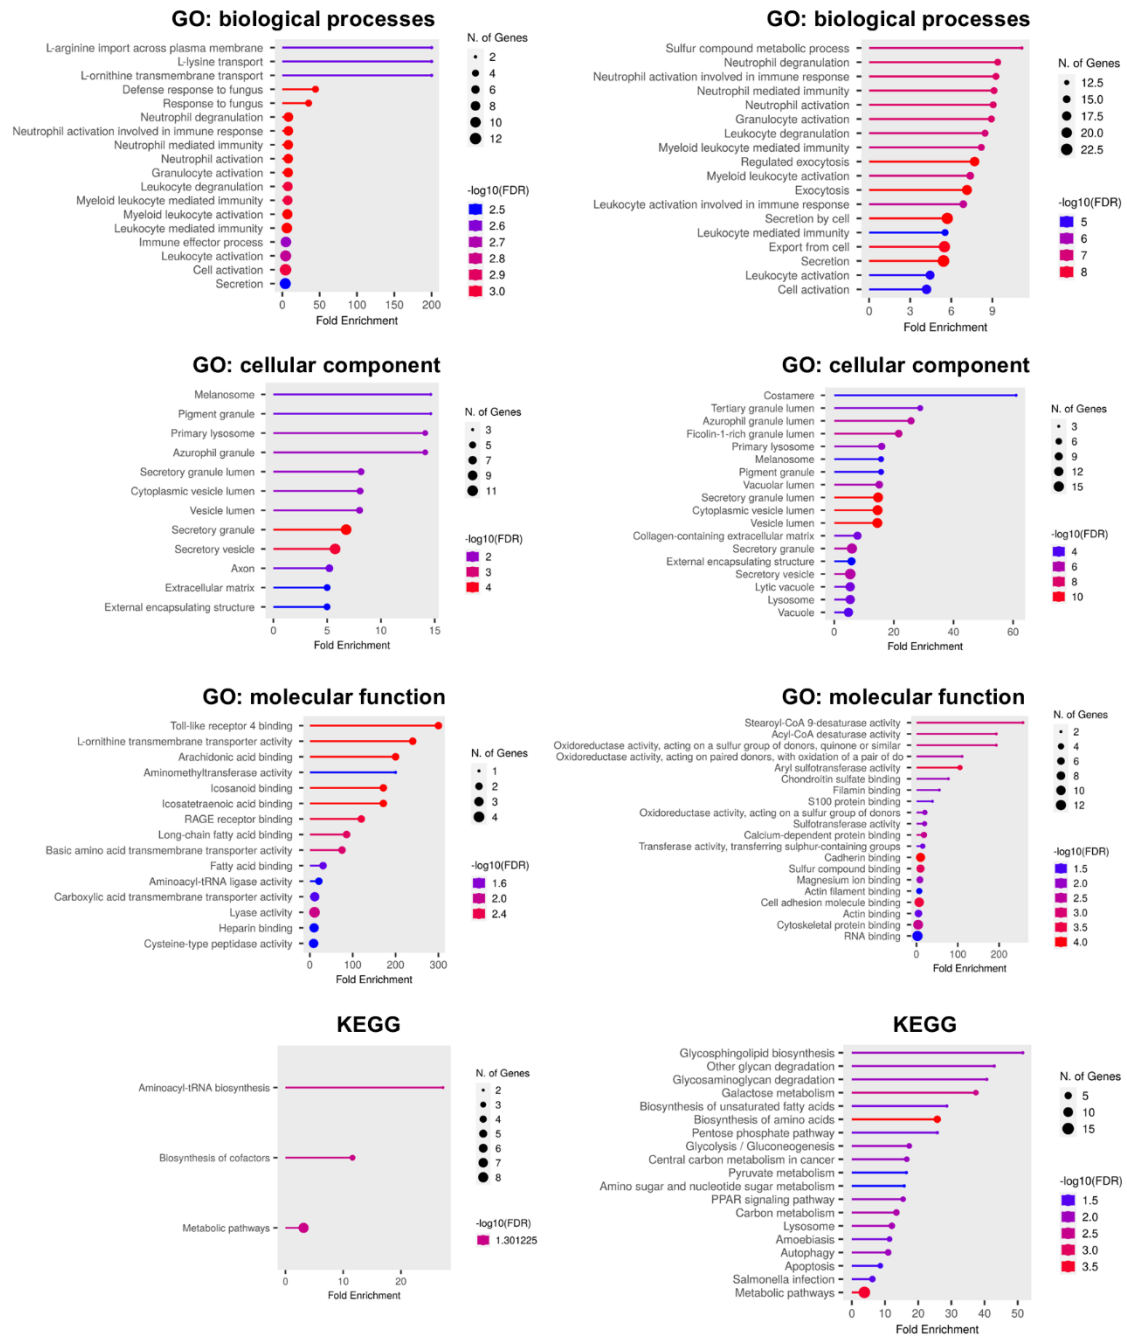 GO: biological processes
L-arginine import across plasma membrane
L-lysine transport
L-ornithine transmembrane transport
Defense response to fungus
Response to fungus
Neutrophil degranulation
Neutrophil activation involved in immune response
Neutrophil mediated immunity
Neutrophil activation
Granulocyte activation
Leukocyte degranulation
Myeloid leukocyte mediated immunity
Myeloid leukocyte activation
Leukocyte mediated immunity
Immune effector process
Leukocyte activation
Cell activation
Secretion
0 50 100 150 200
Fold Enrichment
N. of Genes
2
4
6
8
10
12
-log10(FDR)
2.5
2.6
2.7
2.8
2.9
3.0
GO: biological processes
Sulfur compound metabolic process
Neutrophil degranulation
Neutrophil activation involved in immune response
Neutrophil mediated immunity
Neutrophil activation
Granulocyte activation
Leukocyte degranulation
Myeloid leukocyte mediated immunity
Regulated exocytosis
Myeloid leukocyte activation
Exocytosis
Leukocyte activation involved in immune response
Secretion by cell
Leukocyte mediated immunity
Export from cell
Secretion
Leukocyte activation
Cell activation
0 3 6 9
Fold Enrichment
N. of Genes
12.5
15.0
17.5
20.0
22.5
-log10(FDR)
5
6
7
8
GO: cellular component
Melanosome
Pigment granule
Primary lysosome
Azurophil granule
Secretory granule lumen
Cytoplasmic vesicle lumen
Vesicle lumen
Secretory granule
Secretory vesicle
Axon
Extracellular matrix
External encapsulating structure
0 5 10 15
Fold Enrichment
N. of Genes
3
5
7
9
11
-log10(FDR)
2
3
4
GO: cellular component
Costamere
Tertiary granule lumen
Azurophil granule lumen
Ficolin-1-rich granule lumen
Primary lysosome
Melanosome
Pigment granule
Vacuolar lumen
Secretory granule lumen
Cytoplasmic vesicle lumen
Vesicle lumen
Collagen-containing extracellular matrix
Secretory granule
External encapsulating structure
Secretory vesicle
Lytic vacuole
Lysosome
Vacuole
0 20 40 60
Fold Enrichment
N. of Genes
3
6
9
12
15
-log10(FDR)
4
6
8
10
GO: molecular function
Toll-like receptor 4 binding
L-ornithine transmembrane transporter activity
Arachidonic acid binding
Aminomethyltransferase activity
Icosanoid binding
Icosatetraenoic acid binding
RAGE receptor binding
Long-chain fatty acid binding
Basic amino acid transmembrane transporter activity
Fatty acid binding
Aminoacyl-tRNA ligase activity
Carboxylic acid transmembrane transporter activity
Lyase activity
Heparin binding
Cysteine-type peptidase activity
0 100 200 300
Fold Enrichment
N. of Genes
1
2
3
4
-log10(FDR)
1.6
2.0
2.4
GO: molecular function
Stearoyl-CoA 9-desaturase activity
Acyl-CoA desaturase activity
Oxidoreductase activity, acting on a sulfur group of donors, quinone or similar
Oxidoreductase activity, acting on paired donors, with oxidation of a pair of do
Aryl sulfotransferase activity
Chondroitin sulfate binding
Filamin binding
S100 protein binding
Oxidoreductase activity, acting on a sulfur group of donors
Sulfotransferase activity
Calcium-dependent protein binding
Transferase activity, transferring sulphur-containing groups
Cadherin binding
Sulfur compound binding
Magnesium ion binding
Actin filament binding
Cell adhesion molecule binding
Actin binding
Cytoskeletal protein binding
RNA binding
0 100 200
Fold Enrichment
N. of Genes
2
4
6
8
10
12
-log10(FDR)
1.5
2.0
2.5
3.0
3.5
4.0
KEGG
Aminoacyl-tRNA biosynthesis
Biosynthesis of cofactors
Metabolic pathways
0 10 20
Fold Enrichment
N. of Genes
2
3
4
5
6
7
8
-log10(FDR)
1.301225
KEGG
Glycosphingolipid biosynthesis
Other glycan degradation
Glycosaminoglycan degradation
Galactose metabolism
Biosynthesis of unsaturated fatty acids
Biosynthesis of amino acids
Pentose phosphate pathway
Glycolysis / Gluconeogenesis
Central carbon metabolism in cancer
Pyruvate metabolism
Amino sugar and nucleotide sugar metabolism
PPAR signaling pathway
Carbon metabolism
Lysosome
Amoebiasis
Autophagy
Apoptosis
Salmonella infection
Metabolic pathways
0 10 20 30 40 50
Fold Enrichment
N. of Genes
5
10
15
-log10(FDR)
1.5
2.0
2.5
3.0
3.5